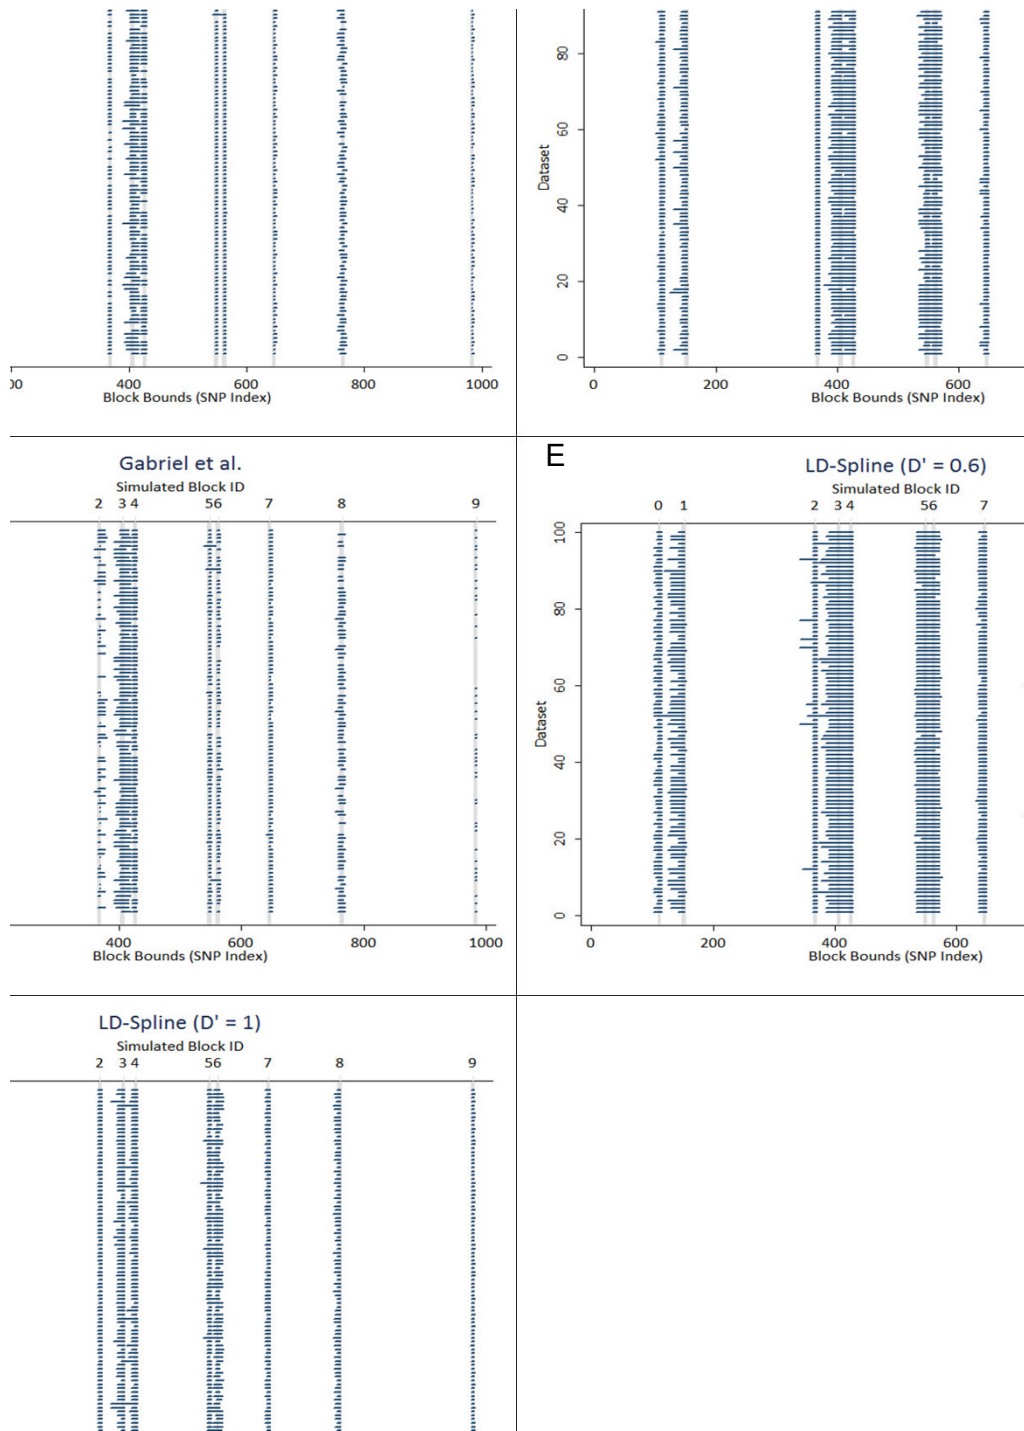 00 400 600 800 1000
Block Bounds (SNP Index)
80
60
40
20
0
Dataset
0 200 400 600
Block Bounds (SNP Index)
Gabriel et al.
Simulated Block ID
2 3 4 56 7 8 9
400 600 800 1000
Block Bounds (SNP Index)
E
LD-Spline (D' = 0.6)
Simulated Block ID
0 1 2 3 4 56 7
100
80
60
40
20
0
Dataset
0 200 400 600
Block Bounds (SNP Index)
LD-Spline (D' = 1)
Simulated Block ID
2 3 4 56 7 8 9